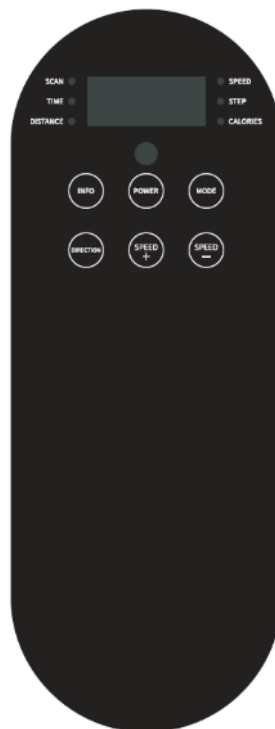 SCAN
SPEED
TIME
STEP
DISTANCE
CALORIES
INFO
POWER
MODE
DIRECTION
SPEED
+
SPEED
−